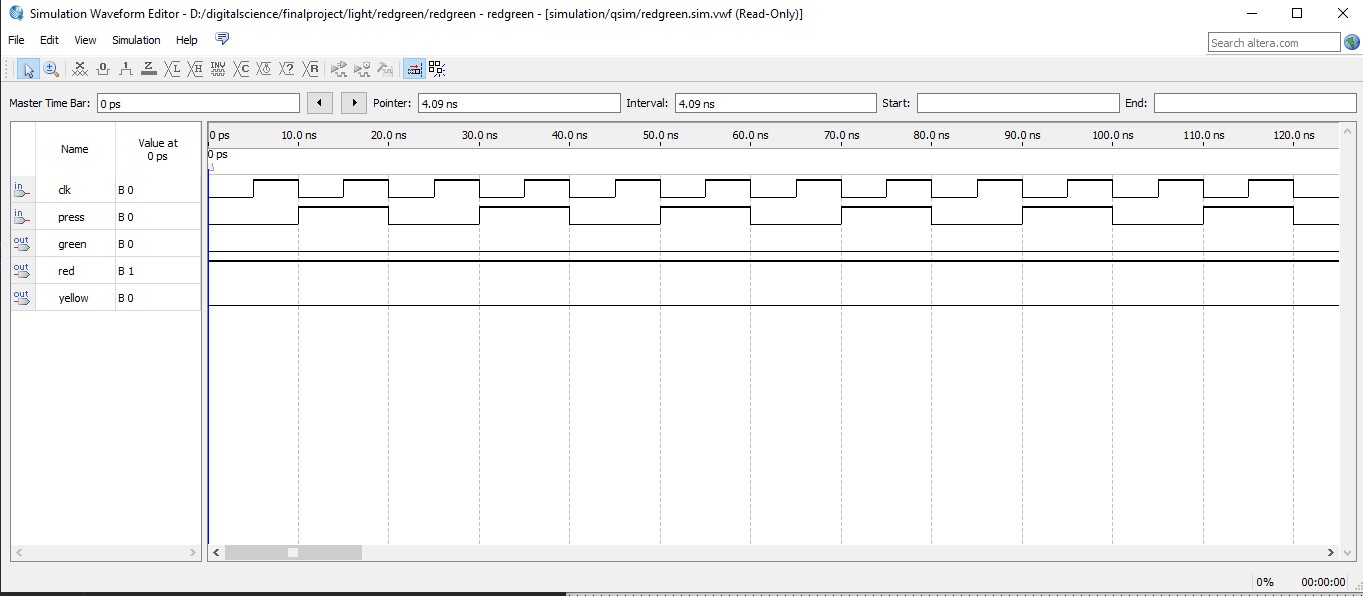 Simulation Waveform Editor - D:/digitalscience/finalproject/light/redgreen/redgreen - redgreen - [simulation/qsim/redgreen.sim.vwf (Read-Only)]
File Edit View Simulation Help
Search altera.com
Master Time Bar: 0 ps Pointer: 4.09 ns Interval: 4.09 ns Start: End:
Name Value at 0 ps 0 ps 10.0 ns 20.0 ns 30.0 ns 40.0 ns 50.0 ns 60.0 ns 70.0 ns 80.0 ns 90.0 ns 100.0 ns 110.0 ns 120.0 ns
0 ps
in clk B 0
in press B 0
out green B 0
out red B 1
out yellow B 0
0% 00:00:00